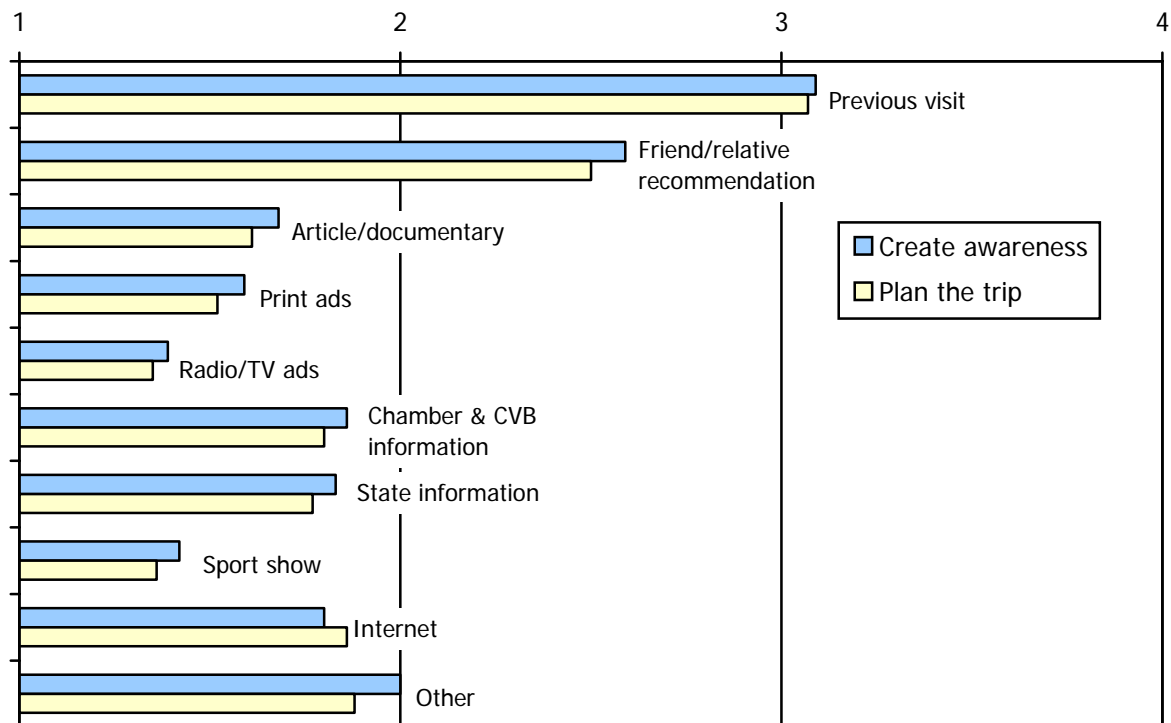 1 2 3 4
Previous visit
Friend/relative
recommendation
Article/documentary
Create awareness
Plan the trip
Print ads
Radio/TV ads
Chamber & CVB
information
State information
Sport show
Internet
Other